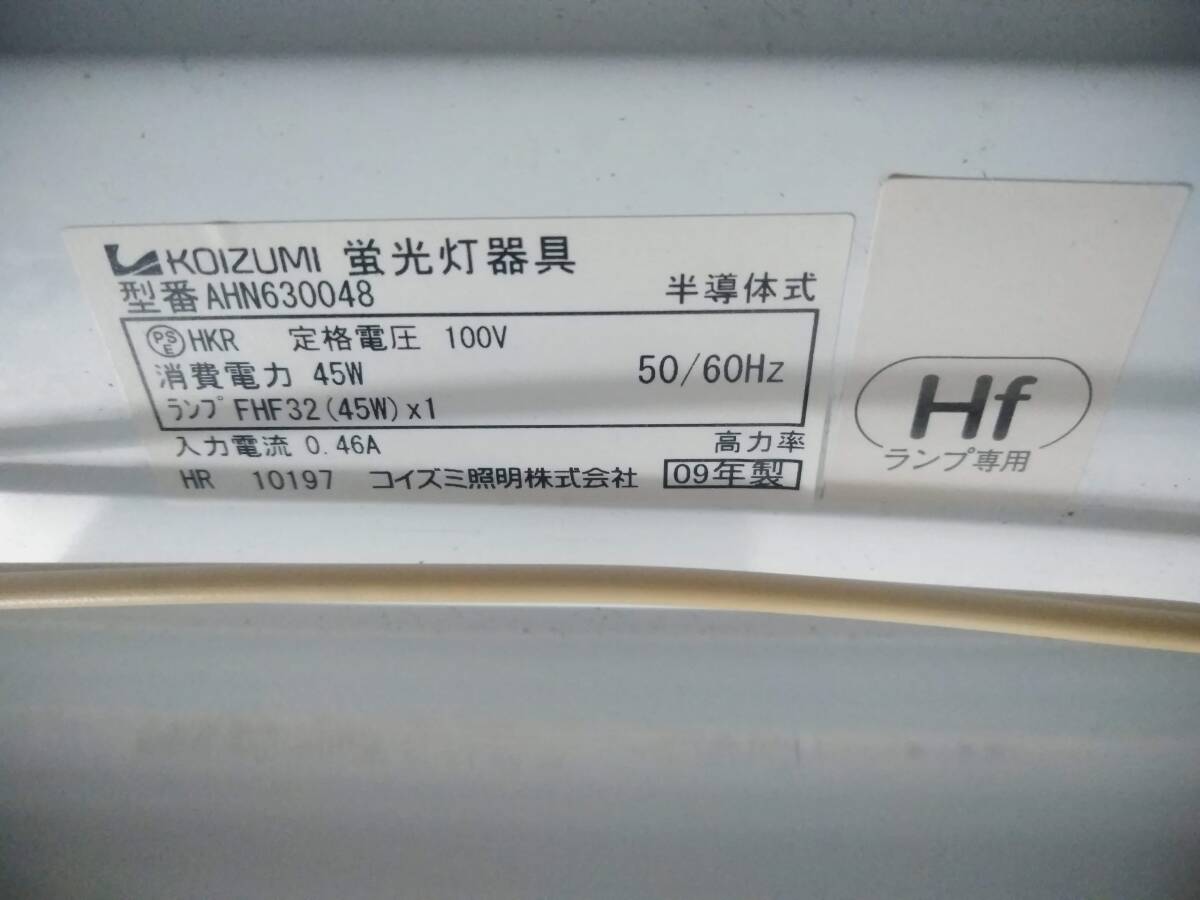 KOIZUMI 蛍光灯器具
型番AHN630048 半導体式
PSE HKR 定格電圧 100V
消費電力 45W 50/60Hz
ランプ FHF32(45W)x1
入力電流 0.46A 高力率
HR 10197 コイズミ照明株式会社 09年製
Hf
ランプ専用